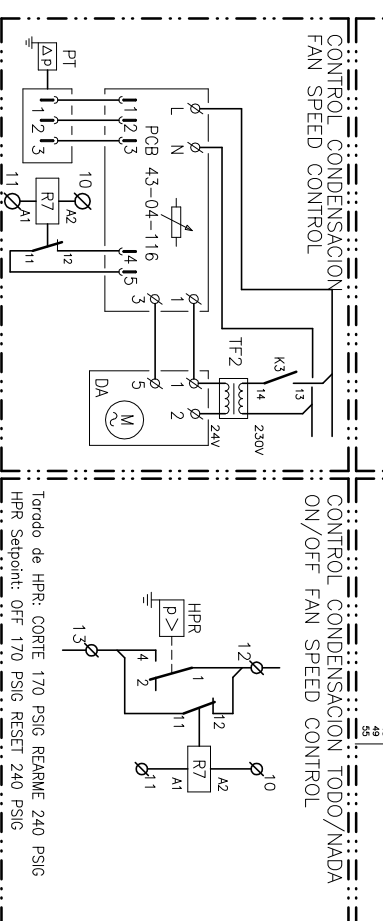 CONTROL CONDENSACION
FAN SPEED CONTROL
L
N
PT
Δp
1
2
3
1
2
3
PCB 43-04-116
4
5
3
1
10
11
R7
A1
A2
11
12
K3
13
14
TF2
230V
24V
1
2
5
DA
M
CONTROL CONDENSACION TODO/NADA
ON/OFF FAN SPEED CONTROL
HPR
p >
12
13
1
2
4
11
12
R7
A1
A2
10
11
Tarado de HPR: CORTE 170 PSIG REARME 240 PSIG
HPR Setpoint: OFF 170 PSIG RESET 240 PSIG
49
55